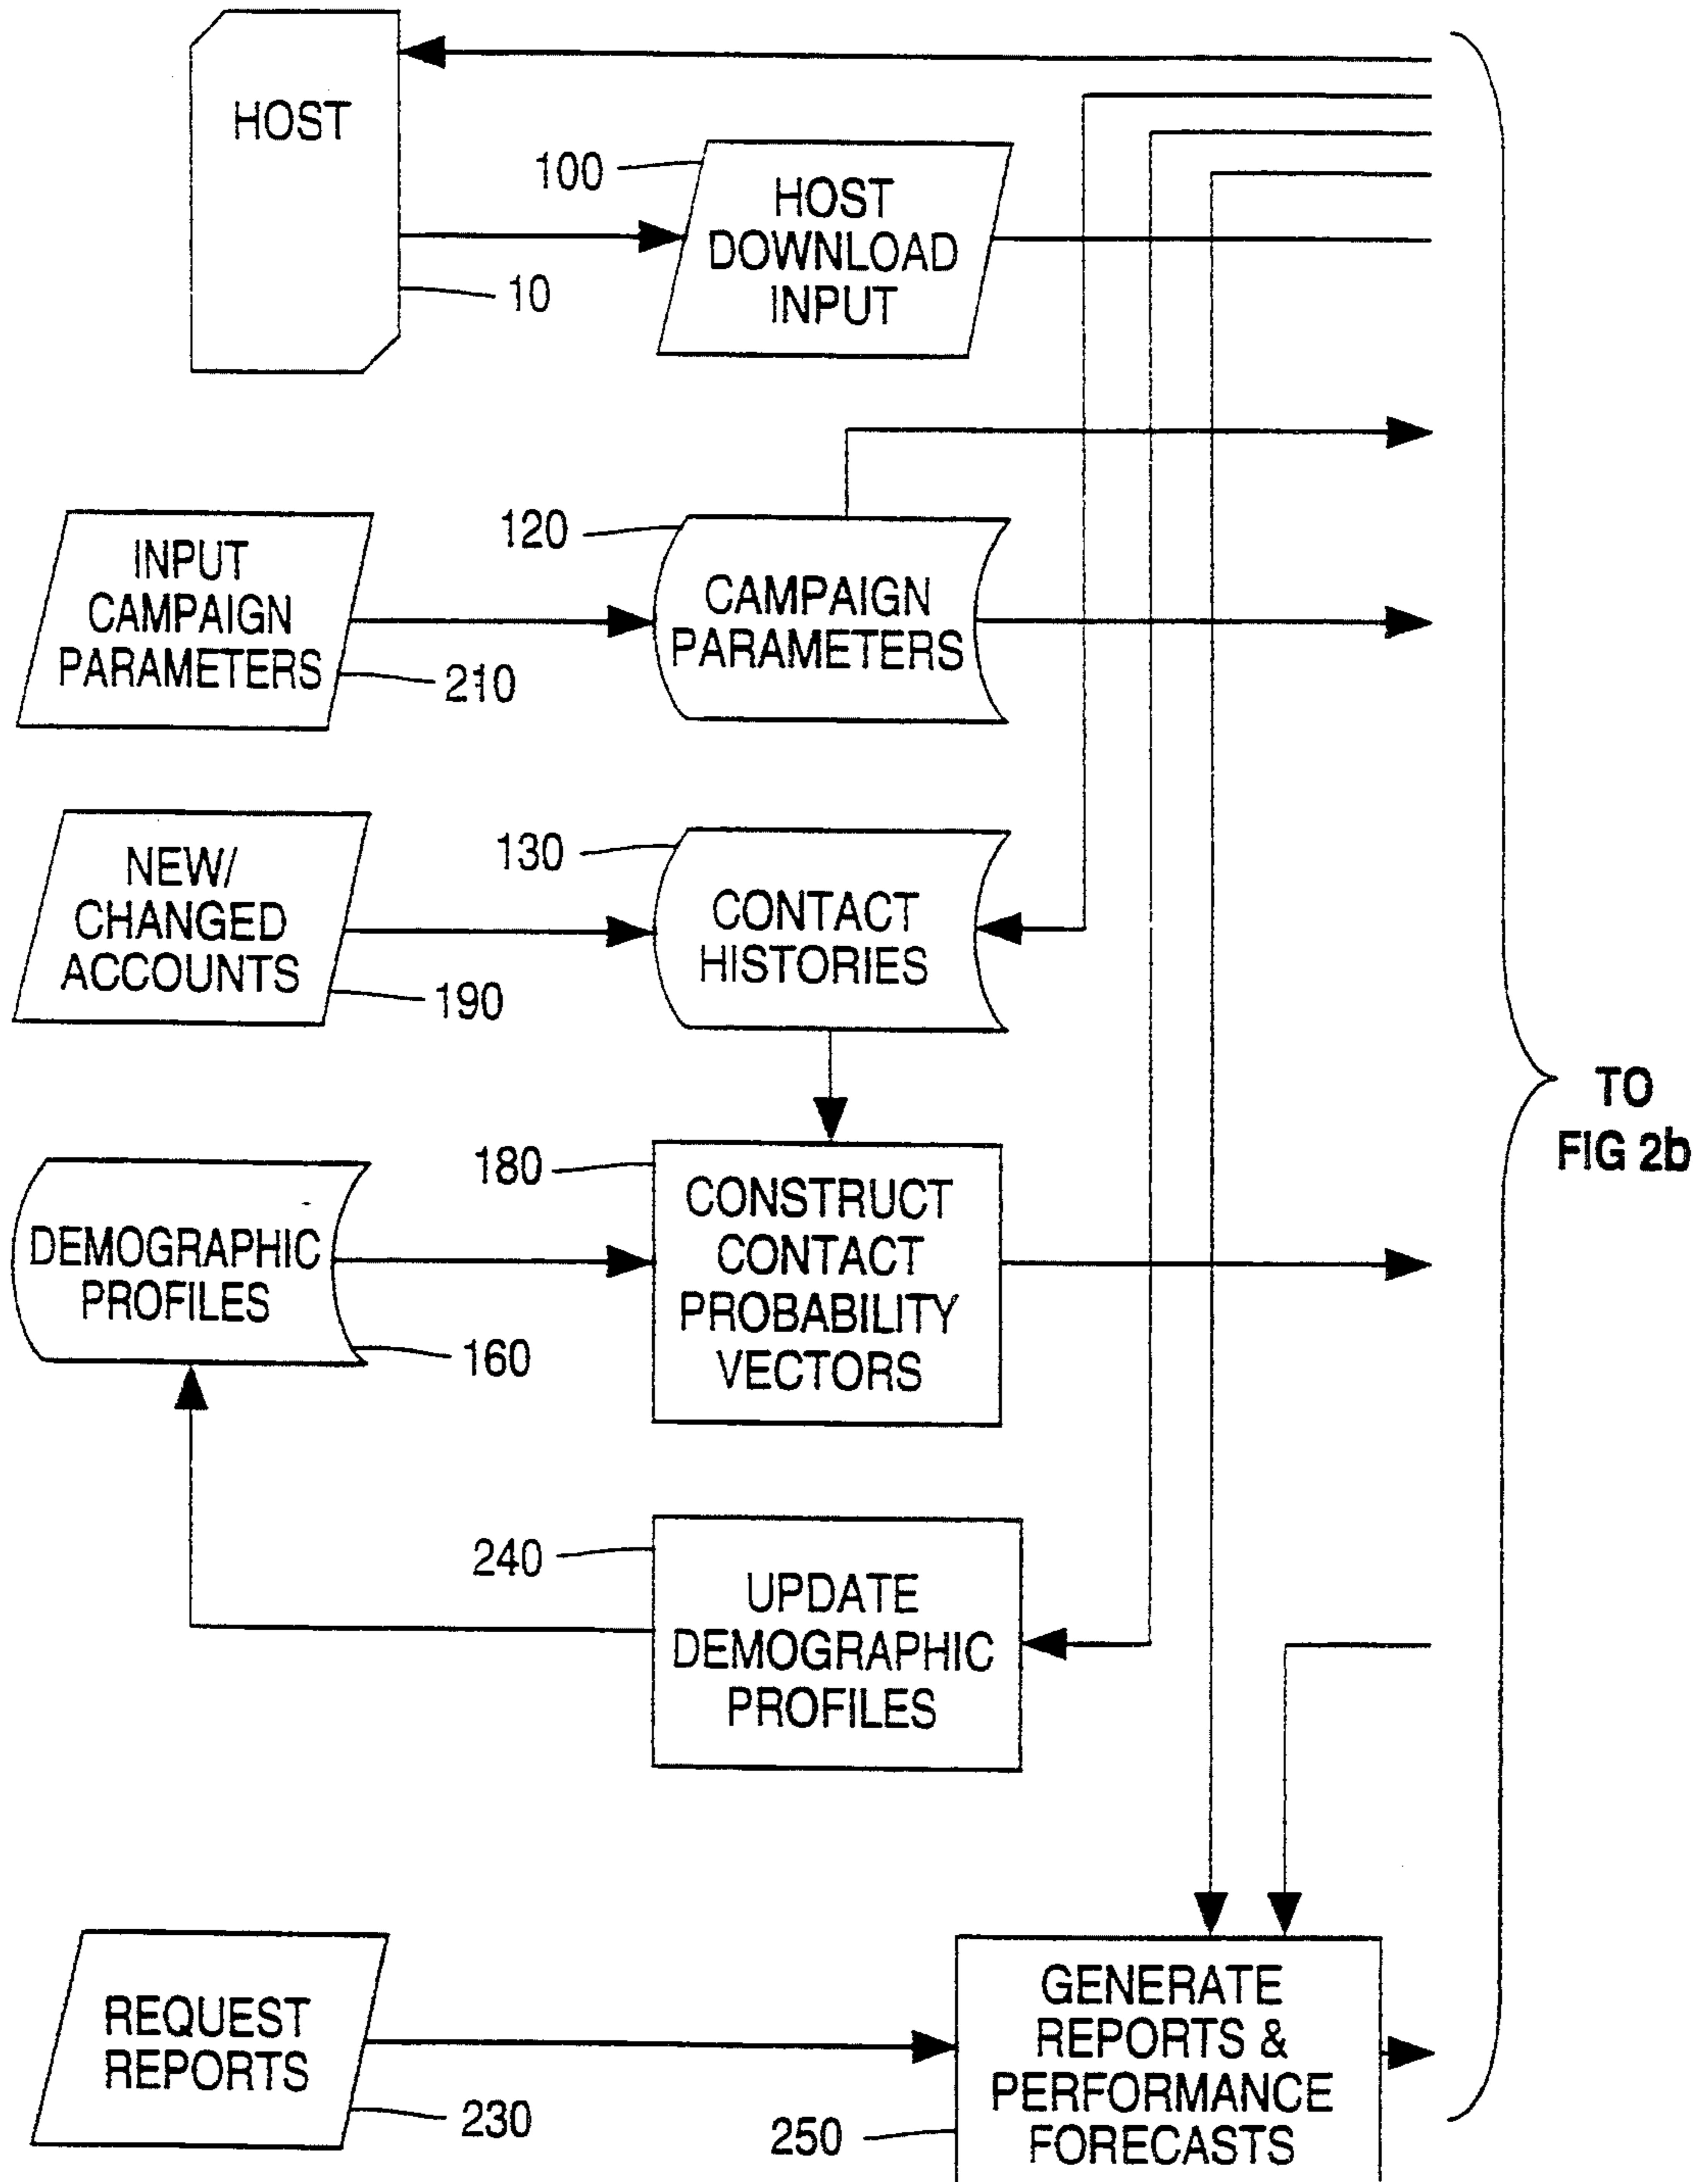 HOST
10
100
HOST
DOWNLOAD
INPUT
INPUT
CAMPAIGN
PARAMETERS
210
120
CAMPAIGN
PARAMETERS
NEW/
CHANGED
ACCOUNTS
190
130
CONTACT
HISTORIES
TO
FIG 2b
DEMOGRAPHIC
PROFILES
160
180
CONSTRUCT
CONTACT
PROBABILITY
VECTORS
240
UPDATE
DEMOGRAPHIC
PROFILES
REQUEST
REPORTS
230
250
GENERATE
REPORTS &
PERFORMANCE
FORECASTS